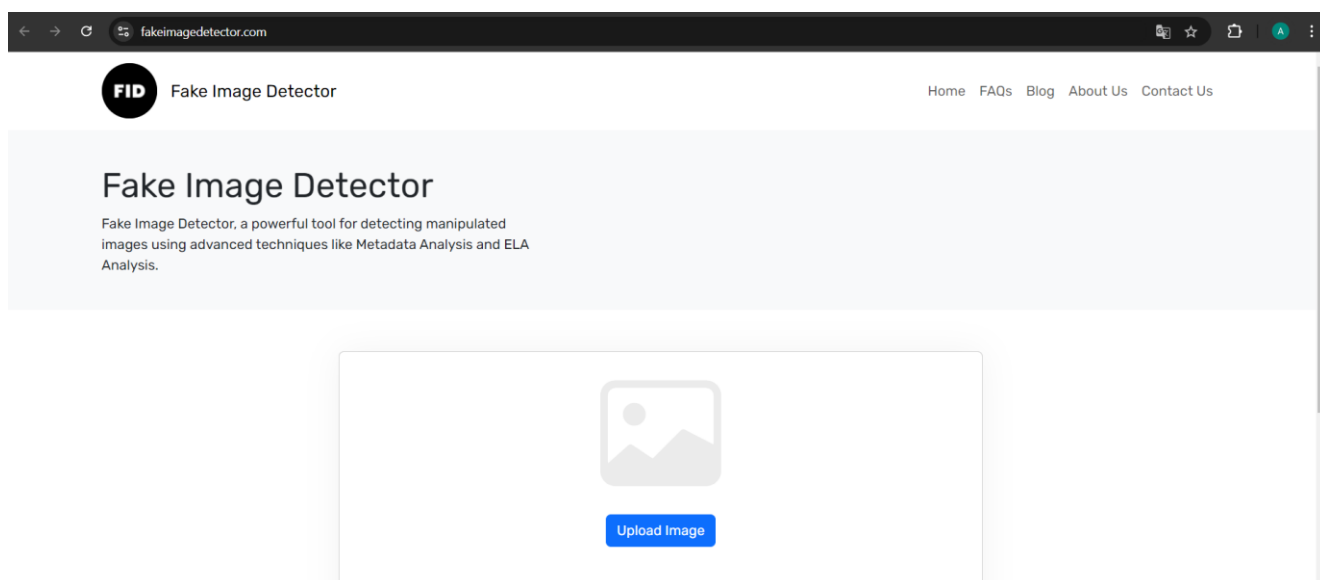 fakeimagedetector.com
A
FID
Fake Image Detector
Home FAQs Blog About Us Contact Us
Fake Image Detector
Fake Image Detector, a powerful tool for detecting manipulated
images using advanced techniques like Metadata Analysis and ELA
Analysis.
Upload Image